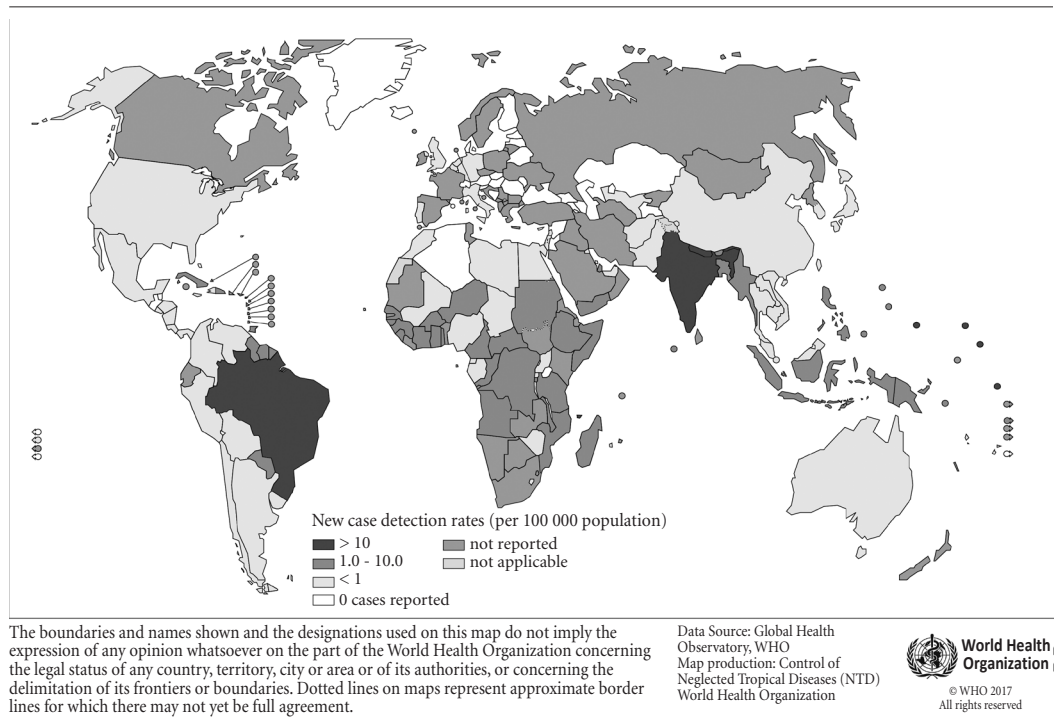 New case detection rates (per 100 000 population)
> 10
1.0 - 10.0
< 1
0 cases reported
not reported
not applicable
The boundaries and names shown and the designations used on this map do not imply the
expression of any opinion whatsoever on the part of the World Health Organization concerning
the legal status of any country, territory, city or area or of its authorities, or concerning the
delimitation of its frontiers or boundaries. Dotted lines on maps represent approximate border
lines for which there may not yet be full agreement.
Data Source: Global Health
Observatory, WHO
Map production: Control of
Neglected Tropical Diseases (NTD)
World Health Organization
World Health
Organization
© WHO 2017
All rights reserved